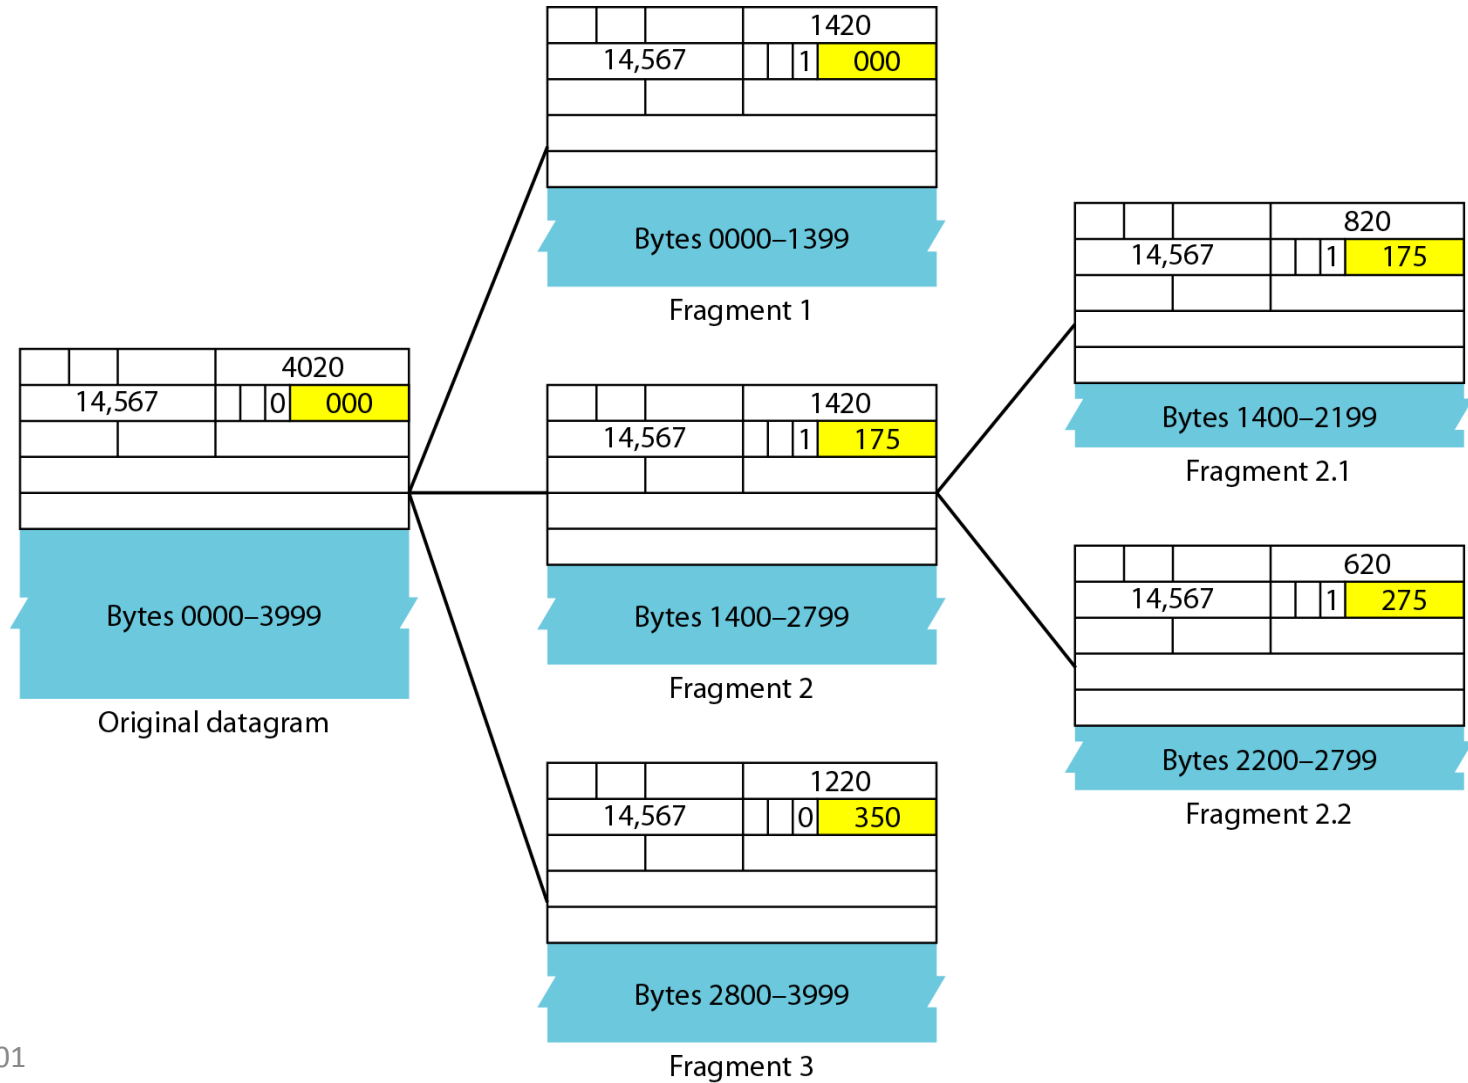 4020
14,567 0 000
Bytes 0000–3999
Original datagram
1420
14,567 1 000
Bytes 0000–1399
Fragment 1
1420
14,567 1 175
Bytes 1400–2799
Fragment 2
1220
14,567 0 350
Bytes 2800–3999
Fragment 3
820
14,567 1 175
Bytes 1400–2199
Fragment 2.1
620
14,567 1 275
Bytes 2200–2799
Fragment 2.2
01